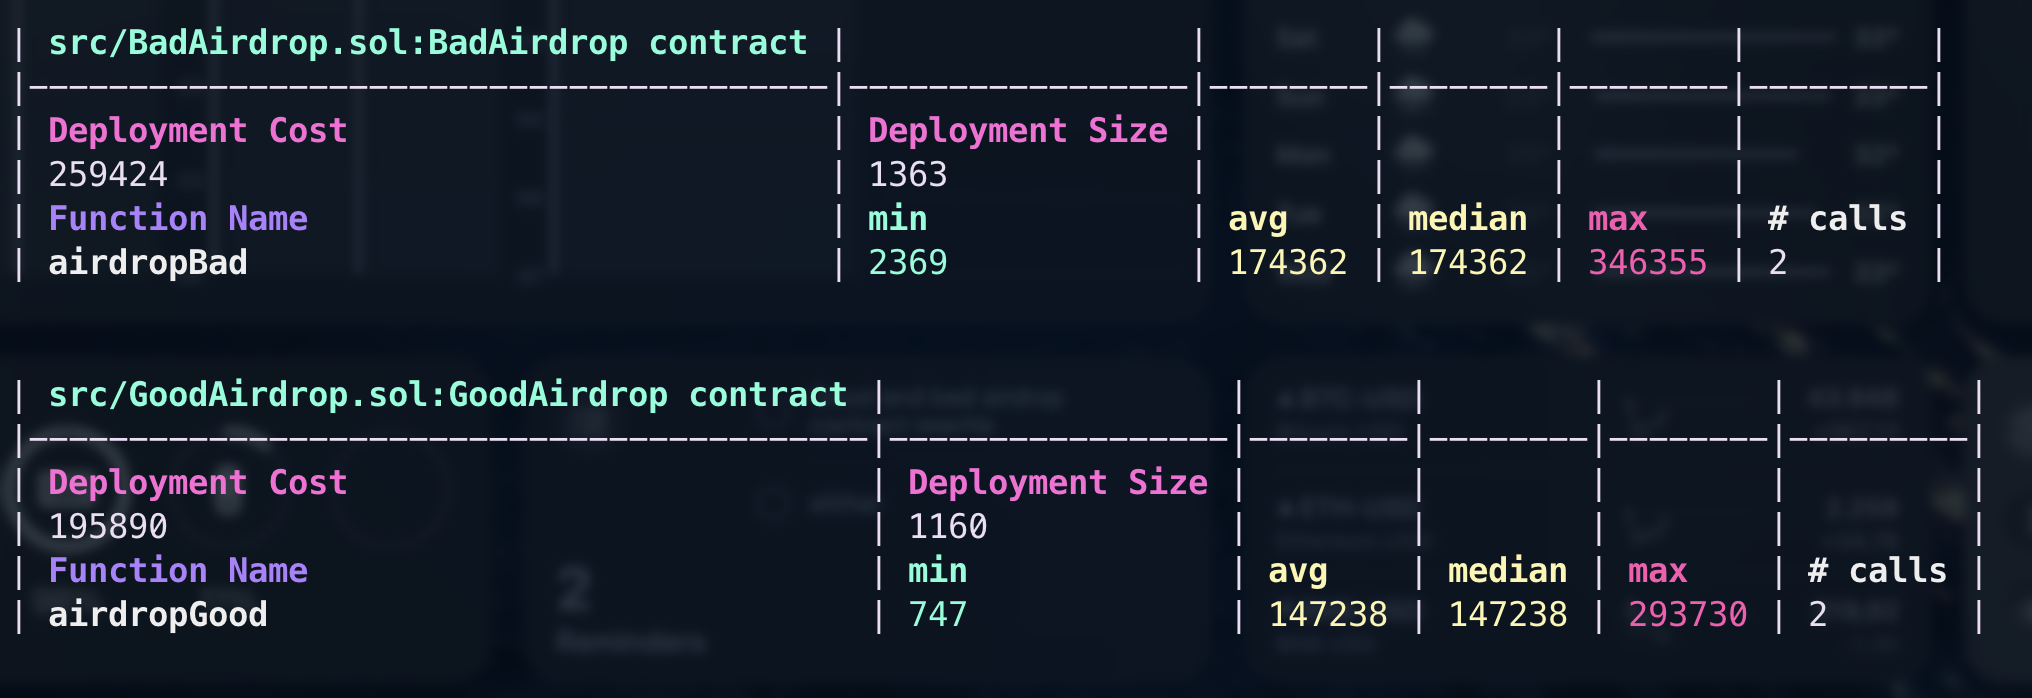 | src/BadAirdrop.sol:BadAirdrop contract | | | | | |
|----------------------------------------|-----------------|--------|--------|--------|---------|
| Deployment Cost | Deployment Size | | | | |
| 259424 | 1363 | | | | |
| Function Name | min | avg | median | max | # calls |
| airdropBad | 2369 | 174362 | 174362 | 346355 | 2 |
| src/GoodAirdrop.sol:GoodAirdrop contract | | | | | |
|------------------------------------------|-----------------|--------|--------|--------|---------|
| Deployment Cost | Deployment Size | | | | |
| 195890 | 1160 | | | | |
| Function Name | min | avg | median | max | # calls |
| airdropGood | 747 | 147238 | 147238 | 293730 | 2 |
2
Reminders